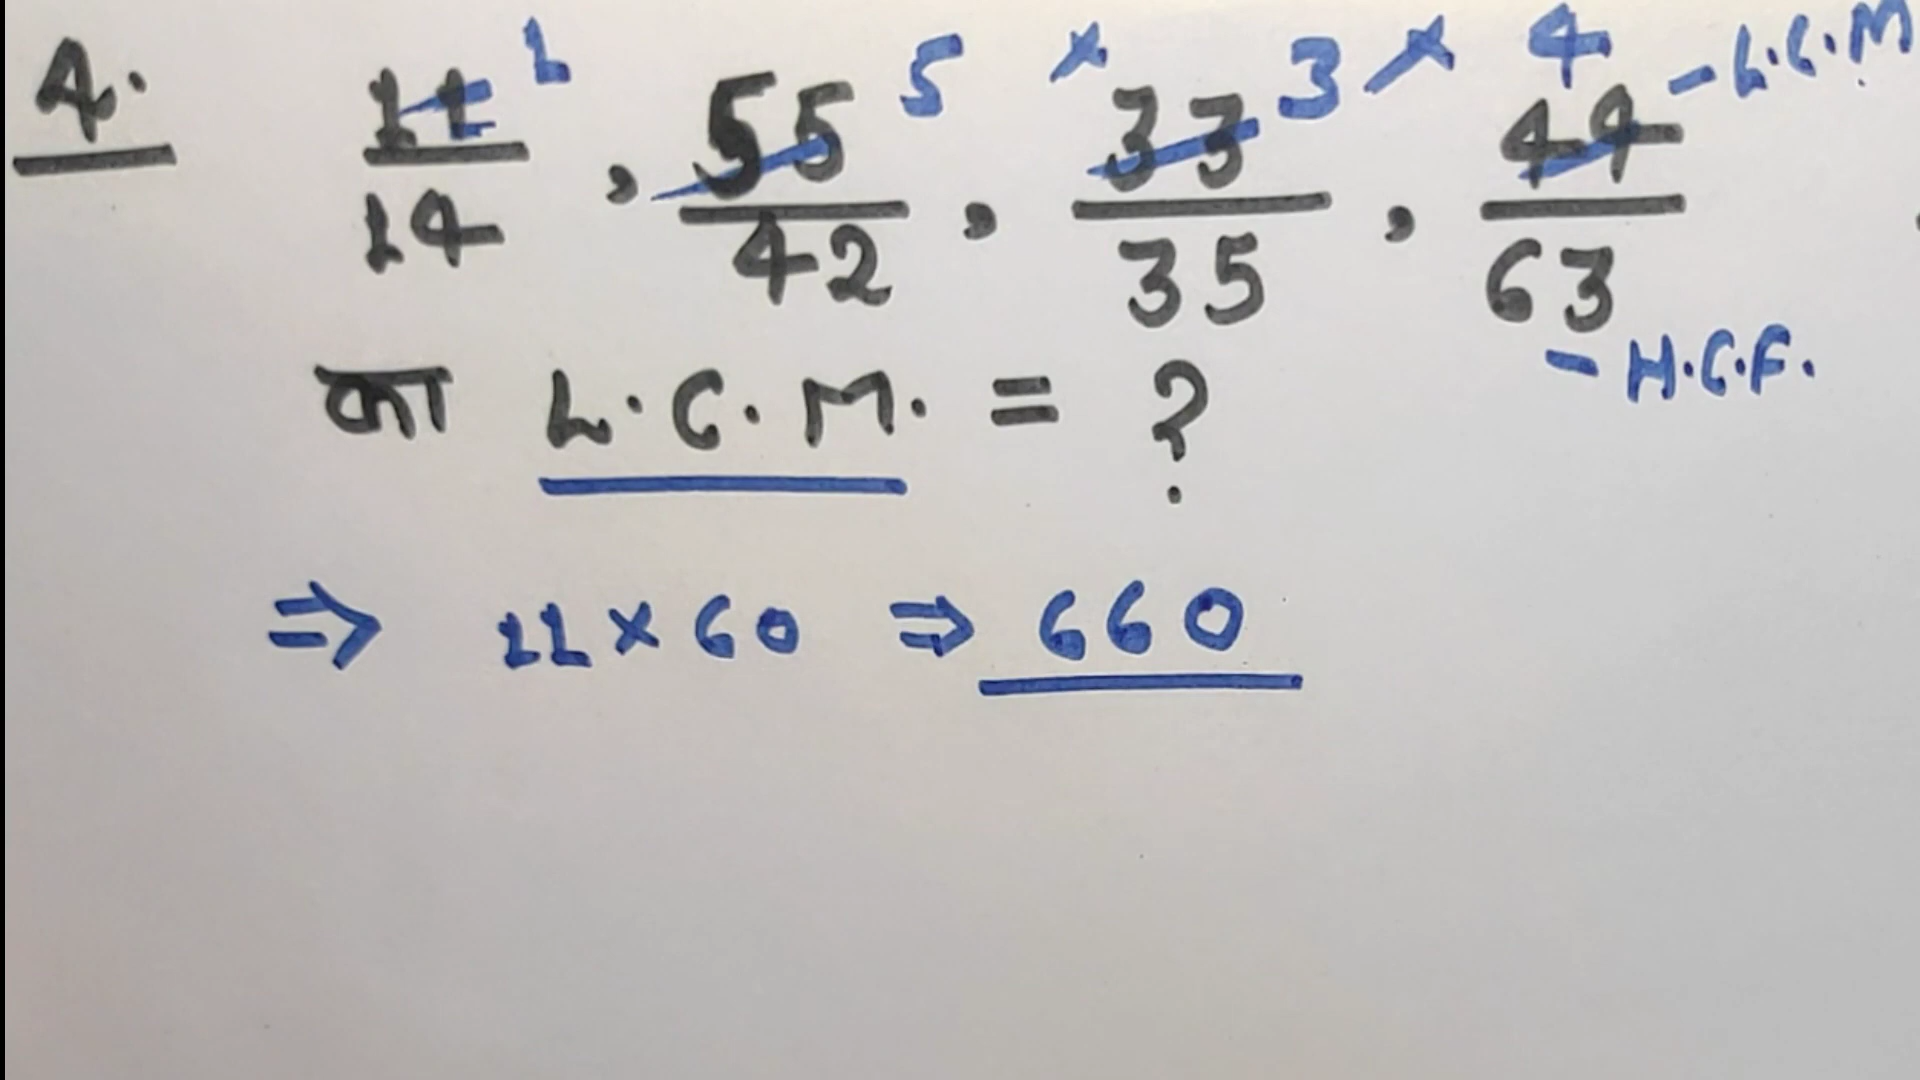 4. 11/14 1, 55/42 5 × 33/35 3 × 44/63 4 - L.C.M
- H.C.F.
का L.C.M. = ?
⇒ 11 × 60 ⇒ 660